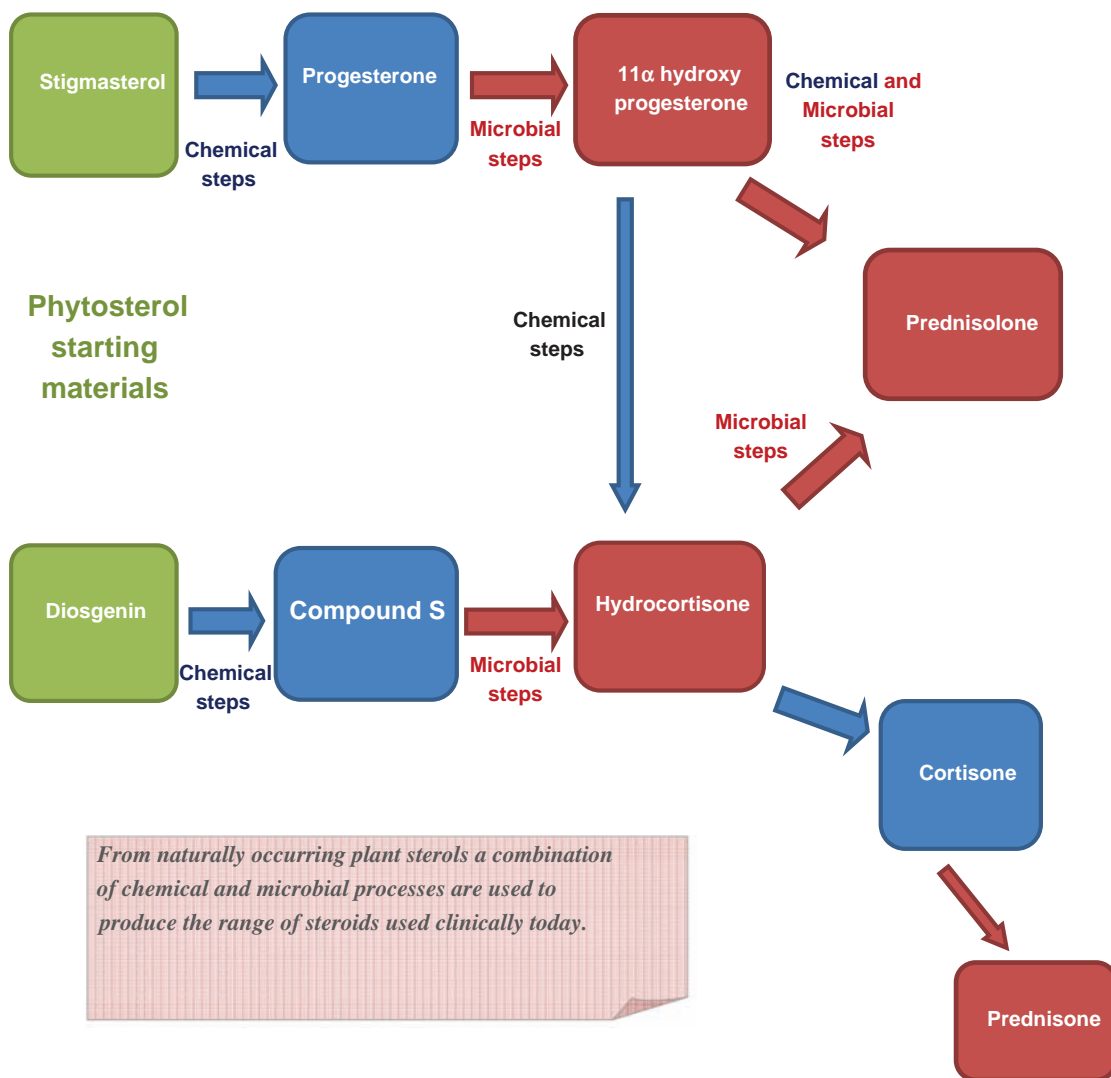 Stigmasterol
Chemical
steps
Progesterone
Microbial
steps
11α hydroxy
progesterone
Chemical and
Microbial
steps
Phytosterol
starting
materials
Chemical
steps
Prednisolone
Microbial
steps
Diosgenin
Chemical
steps
Compound S
Microbial
steps
Hydrocortisone
Cortisone
From naturally occurring plant sterols a combination
of chemical and microbial processes are used to
produce the range of steroids used clinically today.
Prednisone